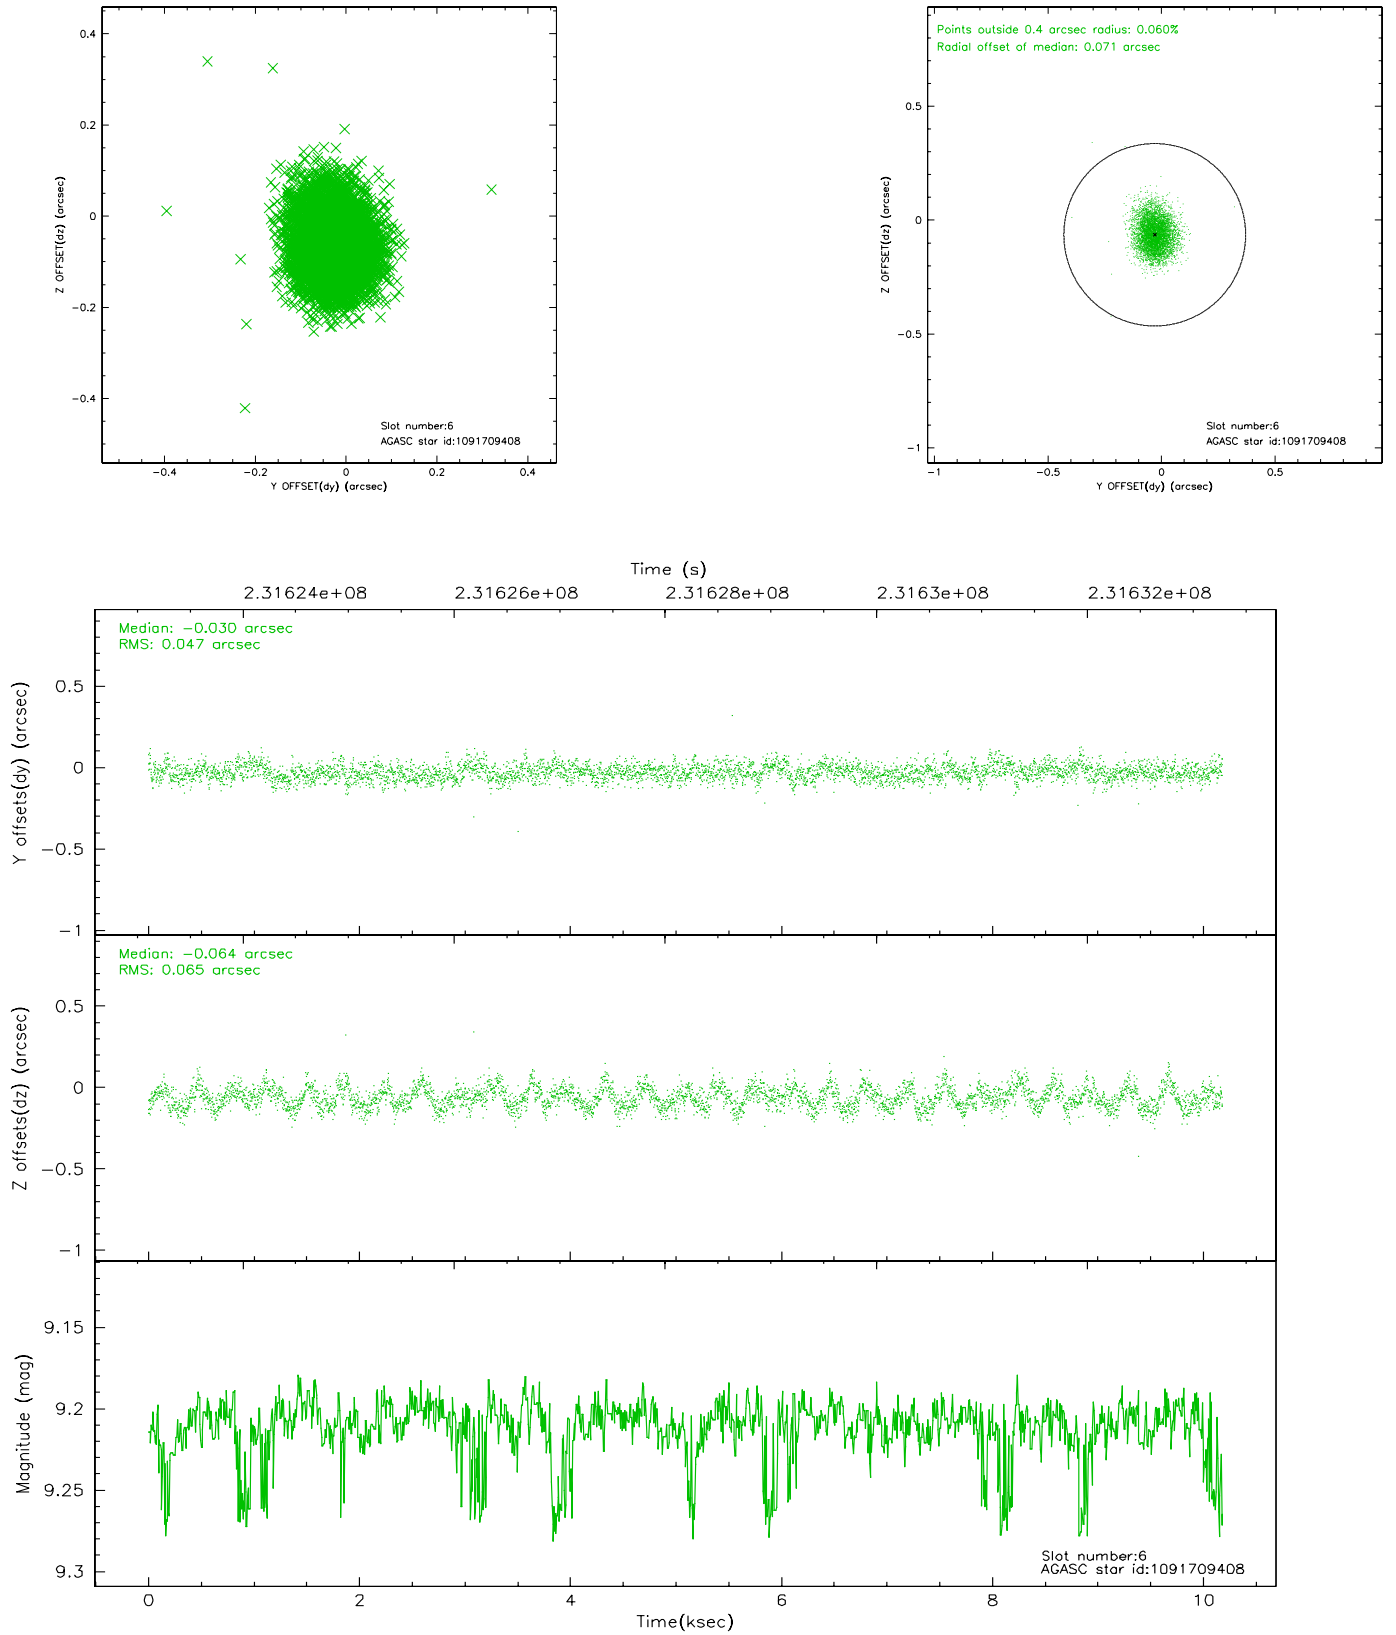 0.4
0.2
0
−0.2
−0.4
Z OFFSET(dz) (arcsec)
Slot number:6
AGASC star id:1091709408
−0.4
−0.2
0
0.2
0.4
Y OFFSET(dy) (arcsec)
Points outside 0.4 arcsec radius: 0.060%
Radial offset of median: 0.071 arcsec
0.5
0
−0.5
−1
Z OFFSET(dz) (arcsec)
Slot number:6
AGASC star id:1091709408
−1
−0.5
0
0.5
Y OFFSET(dy) (arcsec)
Time (s)
2.31624e+08
2.31626e+08
2.31628e+08
2.3163e+08
2.31632e+08
Median: −0.030 arcsec
RMS: 0.047 arcsec
0.5
0
−0.5
−1
Y offsets(dy) (arcsec)
Median: −0.064 arcsec
RMS: 0.065 arcsec
0.5
0
−0.5
−1
Z offsets(dz) (arcsec)
9.15
9.2
9.25
9.3
Magnitude (mag)
Slot number:6
AGASC star id:1091709408
0
2
4
6
8
10
Time(ksec)